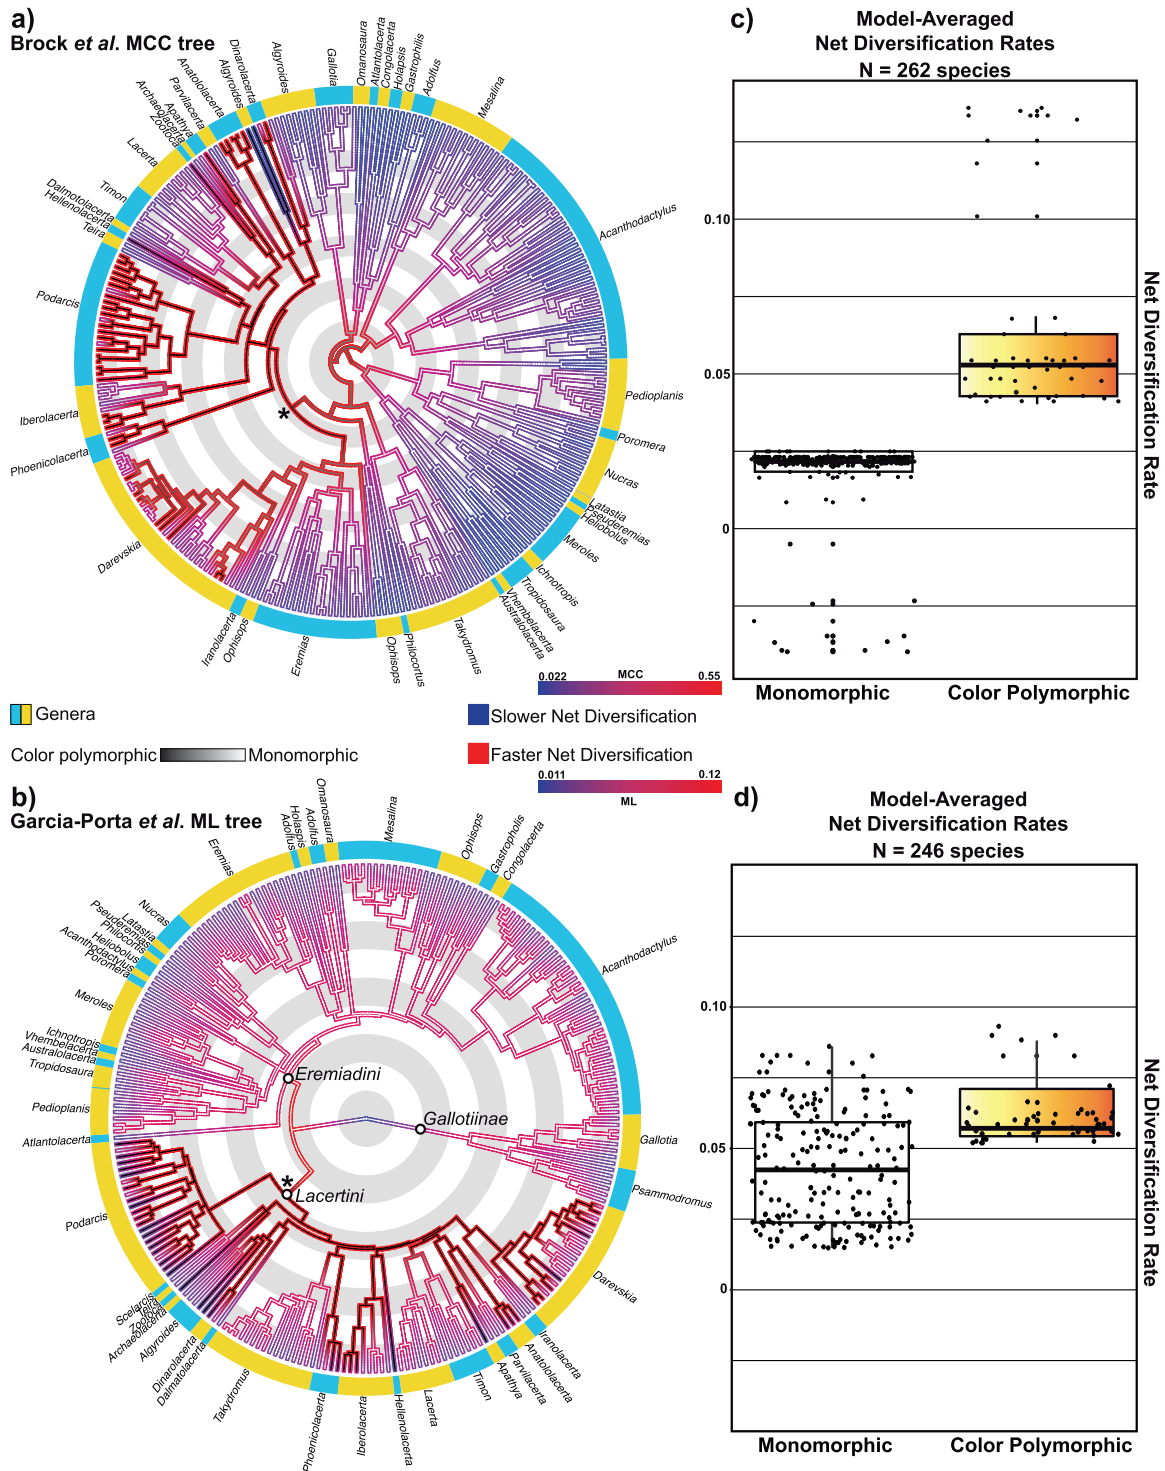 a)
Brock et al. MCC tree
Dinarolacerta
Algyroides
Anatololacerta
Parvilacerta
Apathya
Archaeolacerta
Zootoca
Lacerta
Timon
Dalmotolacerta
Hellenolacerta
Teira
Podarcis
Iberolacerta
Phoenicolacerta
Darevskia
Iranolacerta
Ophisops
Eremias
Ophisops
Philocortus
Takydromus
Australolacerta
Vhembelacerta
Tropidosaura
Ichnotropis
Meroles
Heliobolus
Pseuderemias
Latastia
Nucras
Poromera
Pedioplanis
Acanthodactylus
Mesalina
Adolfus
Gastrophilis
Holapsis
Congolacerta
Atlantolacerta
Omanosaura
Gallotia
Algyroides
0.022 MCC 0.55
Genera
Slower Net Diversification
Color polymorphic
Monomorphic
Faster Net Diversification
0.011 0.12
ML
c)
Model-Averaged
Net Diversification Rates
N = 262 species
0.10
0.05
0
Net Diversification Rate
Monomorphic
Color Polymorphic
b)
Garcia-Porta et al. ML tree
Eremias
Adolfus
Holaspis
Adolfus
Omanosaura
Mesalina
Ophisops
Gastropholis
Congolacerta
Acanthodactylus
Gallotia
Psammodromus
Darevskia
Iranolacerta
Anatololacerta
Parvilacerta
Apathya
Timon
Lacerta
Hellenolacerta
Iberolacerta
Phoenicolacerta
Takydromus
Dalmatolacerta
Dinarolacerta
Algyroides
Archaeolacerta
Zootoca
Teira
Scelarcis
Podarcis
Atlantolacerta
Pedioplanis
Tropidosaura
Australolacerta
Vhembelacerta
Ichnotropis
Meroles
Poromera
Acanthodactylus
Heliobolus
Philocortis
Pseuderemias
Latastia
Nucras
Eremiadini
Gallotiinae
*
Lacertini
*
d)
Model-Averaged
Net Diversification Rates
N = 246 species
0.10
0.05
0
Net Diversification Rate
Monomorphic
Color Polymorphic